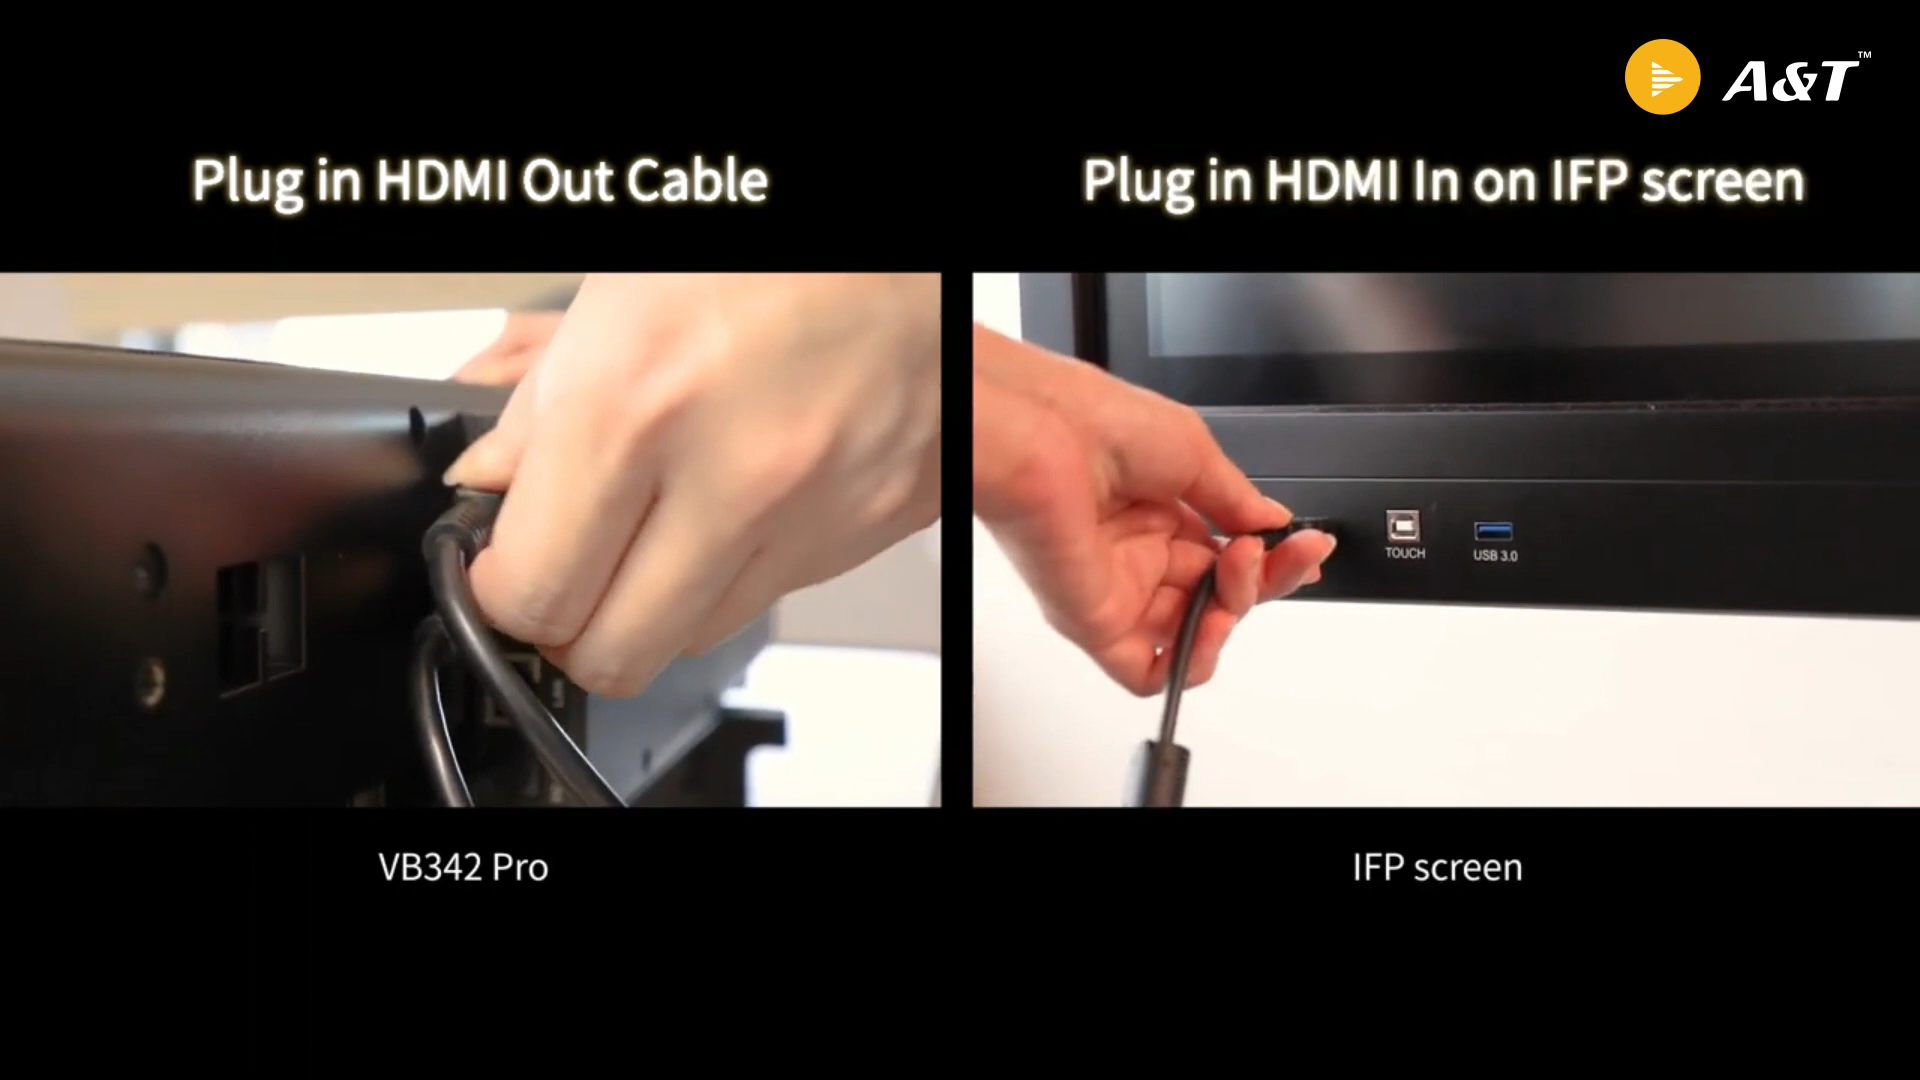 A&T™
Plug in HDMI Out Cable
Plug in HDMI In on IFP screen
TOUCH
USB 3.0
VB342 Pro
IFP screen